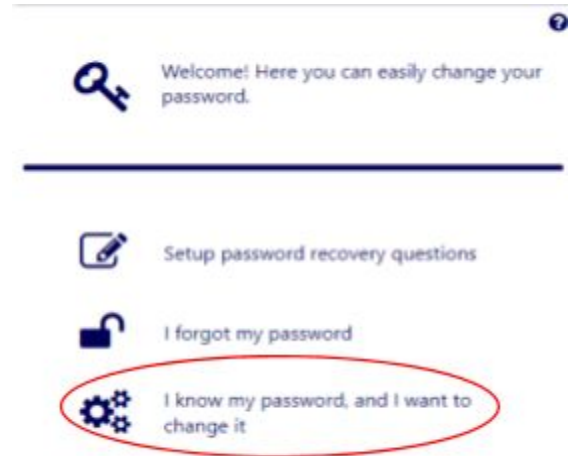 Welcome! Here you can easily change your
password.
Setup password recovery questions
I forgot my password
I know my password, and I want to
change it